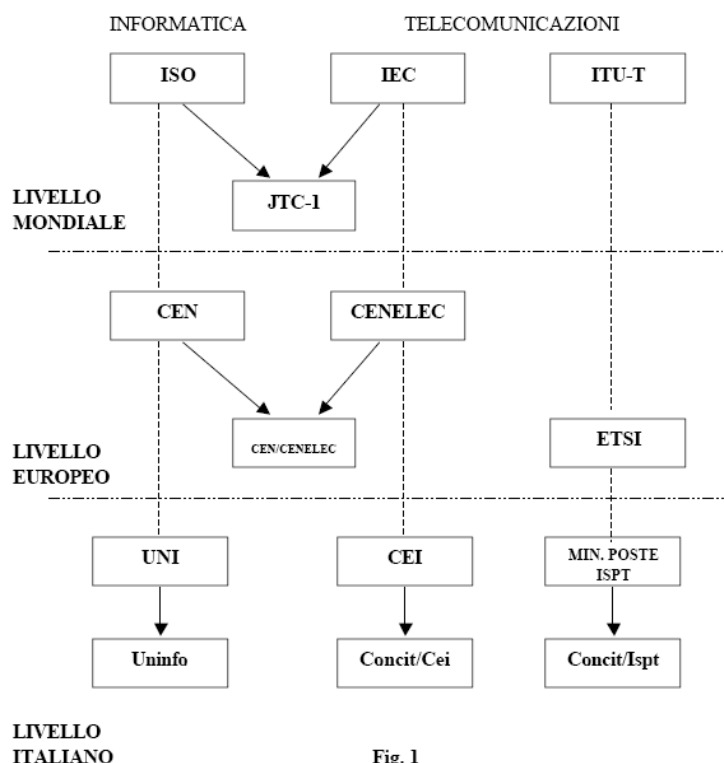 INFORMATICA TELECOMUNICAZIONI
ISO IEC ITU-T
JTC-1
LIVELLO
MONDIALE
CEN CENELEC
CEN/CENELEC
ETSI
LIVELLO
EUROPEO
UNI CEI MIN. POSTE
ISPT
Uninfo Concit/Cei Concit/Ispt
LIVELLO
ITALIANO Fig. 1